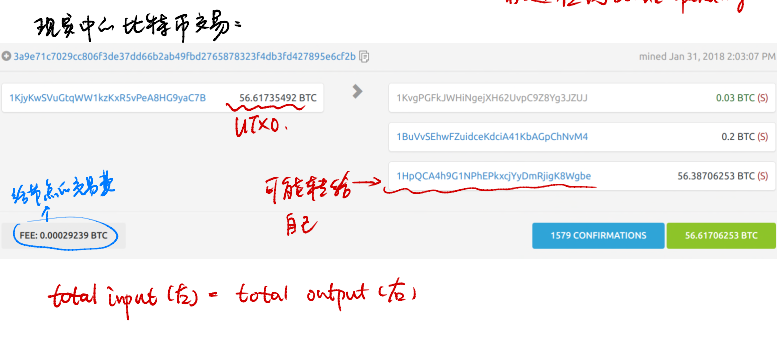 现实中的比特币交易:
3a9e71c7029cc806f3de37dd66b2ab49fbd2765878323f4db3fd427895e6cf2b
mined Jan 31, 2018 2:03:07 PM
1KjyKwSVuGtqWW1kzKxR5vPeA8HG9yaC7B 56.61735492 BTC
1KvgPGFkJWHiNgejXH62UvpC9Z8Yg3JZUJ 0.03 BTC (S)
UTXO.
1BuVvSEhwFZuidceKdciA41KbAGpChNvM4 0.2 BTC (S)
1HpQCA4h9G1NPhEPkxcjYyDmRjigK8Wgbe 56.38706253 BTC (S)
可能转给
自己
给节点的交易费
FEE: 0.00029239 BTC
1579 CONFIRMATIONS
56.61706253 BTC
total input (左) = total output (右)